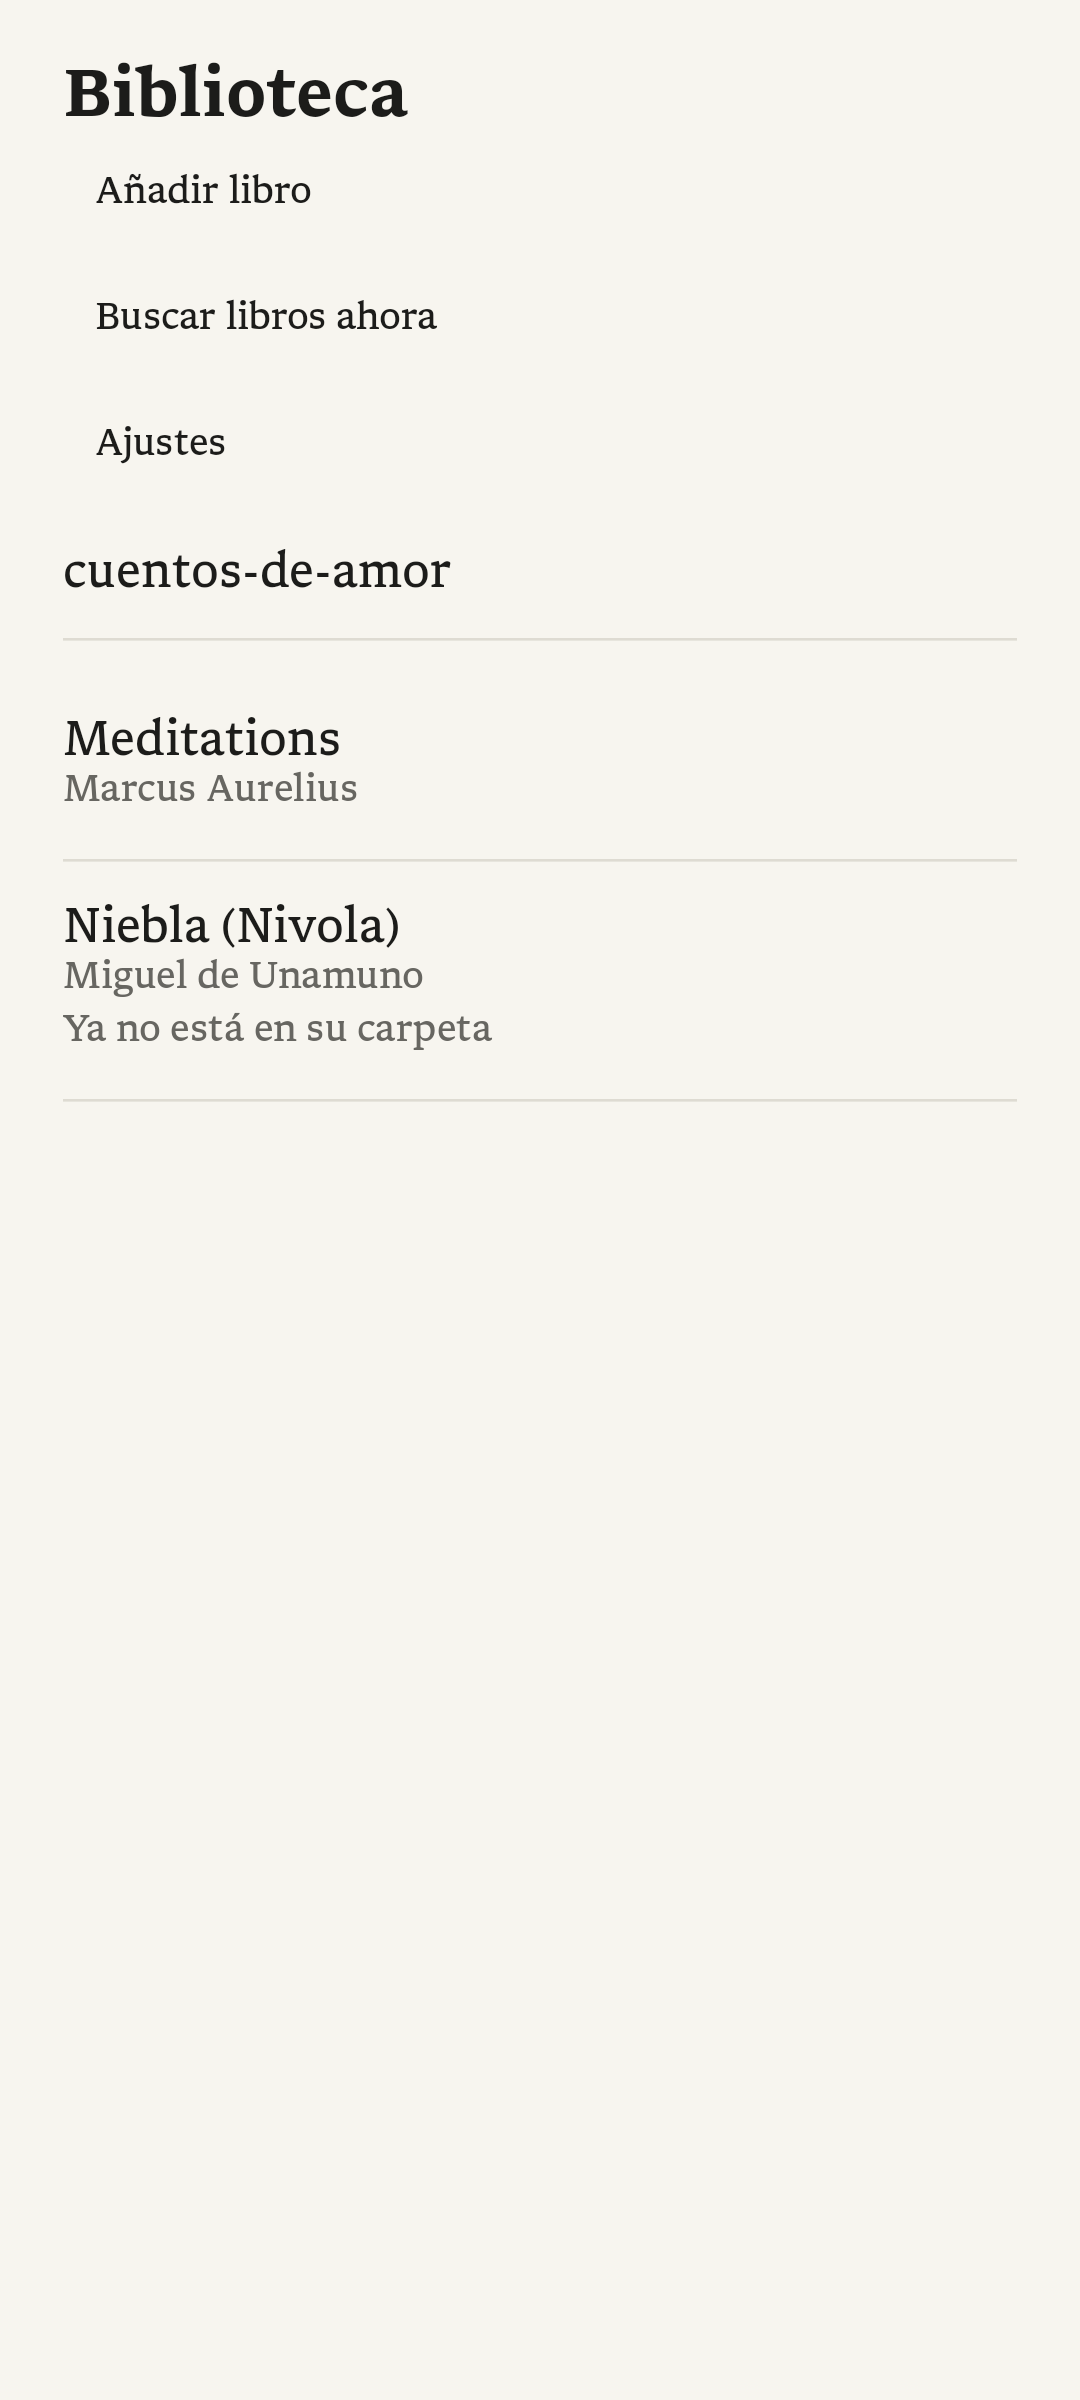 Biblioteca
Añadir libro
Buscar libros ahora
Ajustes
cuentos-de-amor
Meditations
Marcus Aurelius
Niebla (Nivola)
Miguel de Unamuno
Ya no está en su carpeta